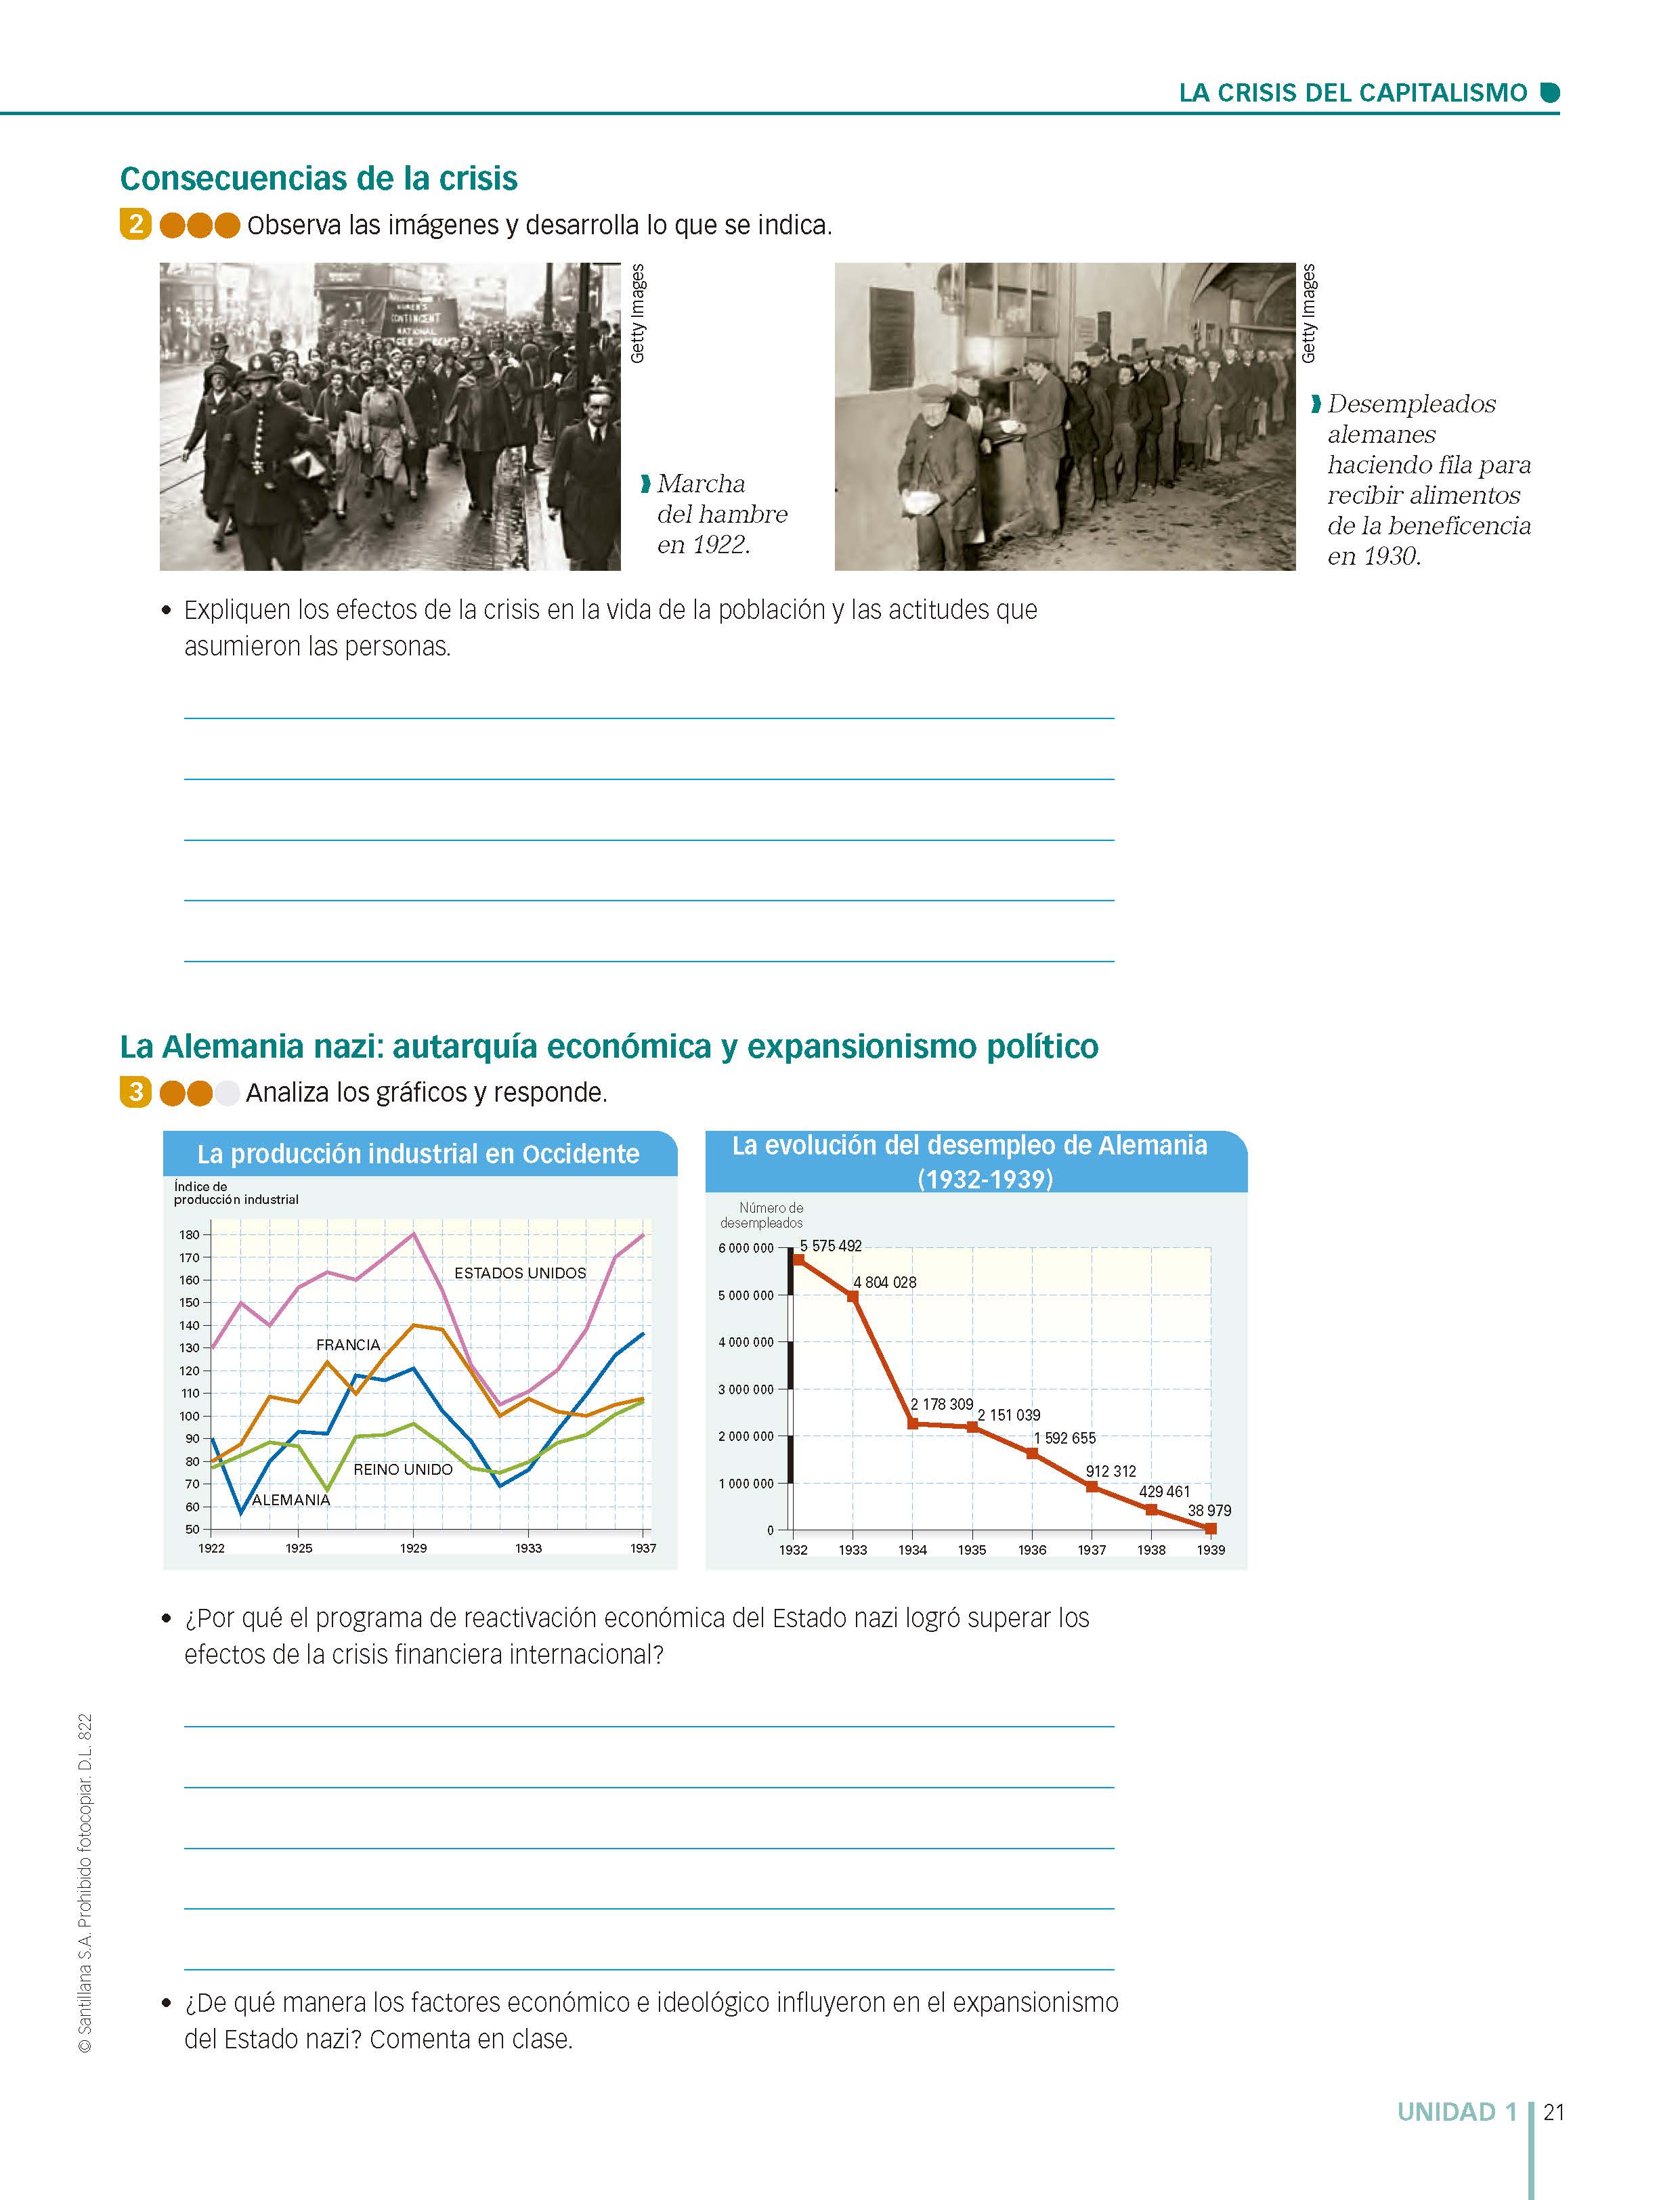 LA CRISIS DEL CAPITALISMO
Consecuencias de la crisis
2 Observa las imágenes y desarrolla lo que se indica.
WOMEN'S
CONTINGENT
NATIONAL
Getty Images
Marcha
del hambre
en 1922.
Getty Images
Desempleados
alemanes
haciendo fila para
recibir alimentos
de la beneficencia
en 1930.
• Expliquen los efectos de la crisis en la vida de la población y las actitudes que
asumieron las personas.
La Alemania nazi: autarquía económica y expansionismo político
3 Analiza los gráficos y responde.
La producción industrial en Occidente
Índice de
producción industrial
180
170
160
150
140
130
120
110
100
90
80
70
60
50
ESTADOS UNIDOS
FRANCIA
REINO UNIDO
ALEMANIA
1922 1925 1929 1933 1937
La evolución del desempleo de Alemania
(1932-1939)
Número de
desempleados
6 000 000
5 000 000
4 000 000
3 000 000
2 000 000
1 000 000
0
5 575 492
4 804 028
2 178 309
2 151 039
1 592 655
912 312
429 461
38 979
1932 1933 1934 1935 1936 1937 1938 1939
• ¿Por qué el programa de reactivación económica del Estado nazi logró superar los
efectos de la crisis financiera internacional?
• ¿De qué manera los factores económico e ideológico influyeron en el expansionismo
del Estado nazi? Comenta en clase.
© Santillana S.A. Prohibido fotocopiar. D.L. 822
UNIDAD 1 21